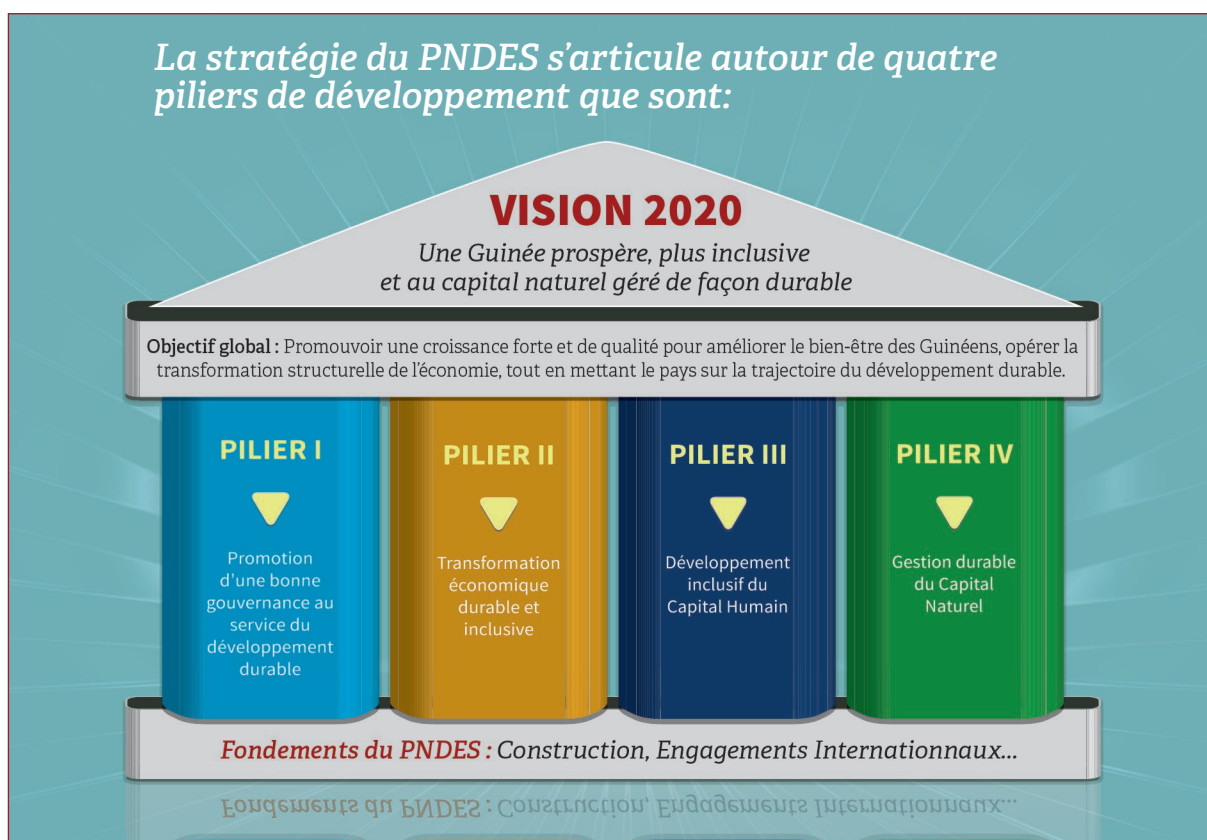 La stratégie du PNDES s’articule autour de quatre
piliers de développement que sont:
VISION 2020
Une Guinée prospère, plus inclusive
et au capital naturel géré de façon durable
Objectif global : Promouvoir une croissance forte et de qualité pour améliorer le bien-être des Guinéens, opérer la
transformation structurelle de l’économie, tout en mettant le pays sur la trajectoire du développement durable.
PILIER I
Promotion
d’une bonne
gouvernance au
service du
développement
durable
PILIER II
Transformation
économique
durable et
inclusive
PILIER III
Développement
inclusif du
Capital Humain
PILIER IV
Gestion durable
du Capital
Naturel
Fondements du PNDES : Construction, Engagements Internationnaux...